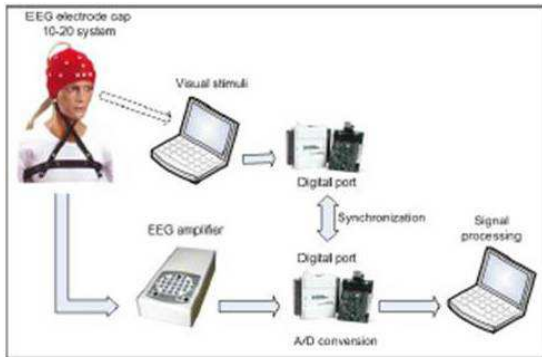 EEG electrode cap
10-20 system
Visual stimuli
Digital port
Synchronization
EEG amplifier
Digital port
Signal
processing
A/D conversion